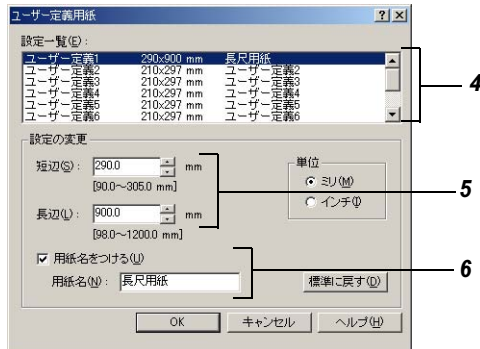 ユーザー定義用紙
設定一覧(E):
ユーザー定義1 290x900 mm 長尺用紙
ユーザー定義2 210x297 mm ユーザー定義2
ユーザー定義3 210x297 mm ユーザー定義3
ユーザー定義4 210x297 mm ユーザー定義4
ユーザー定義5 210x297 mm ユーザー定義5
ユーザー定義6 210x297 mm ユーザー定義6
4
設定の変更
短辺(S): 290.0 mm
[90.0～305.0 mm]
長辺(L): 900.0 mm
[98.0～1200.0 mm]
単位
ミリ(M)
インチ(I)
5
用紙名をつける(U)
用紙名(N): 長尺用紙
6
標準に戻す(D)
OK キャンセル ヘルプ(H)